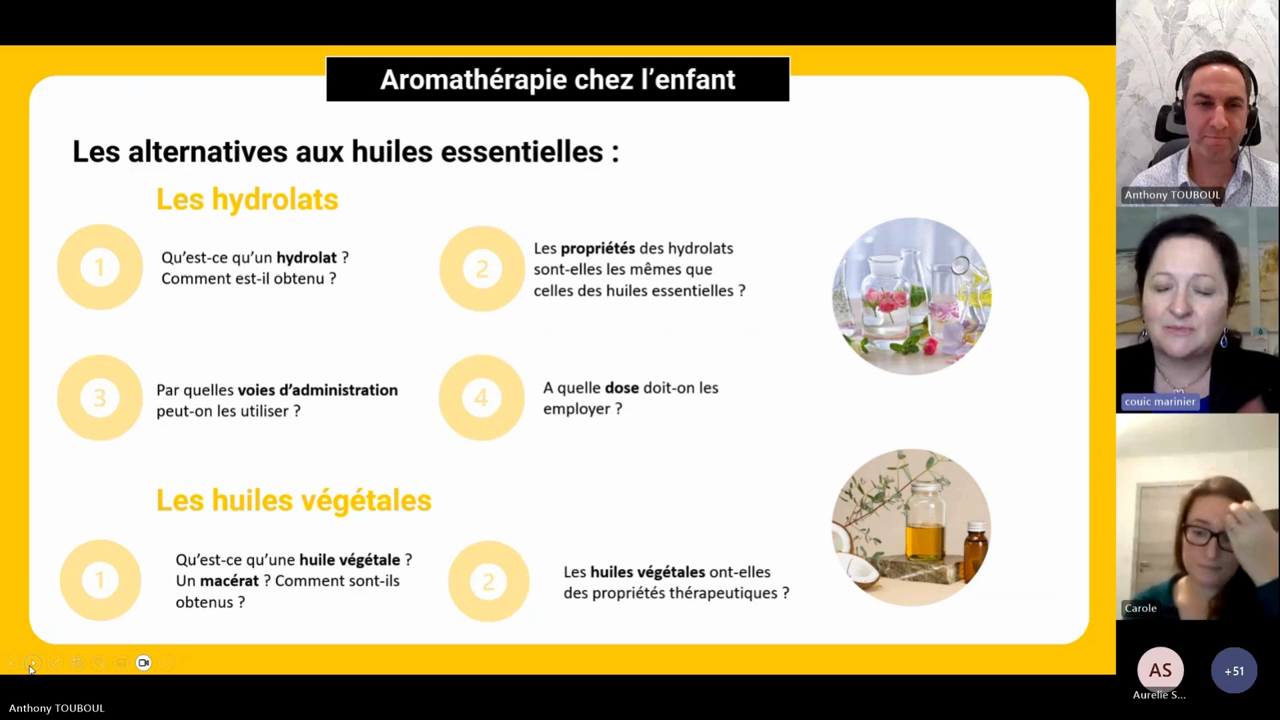 Aromathérapie chez l’enfant
Les alternatives aux huiles essentielles :
Les hydrolats
1
Qu’est-ce qu’un hydrolat ?
Comment est-il obtenu ?
2
Les propriétés des hydrolats
sont-elles les mêmes que
celles des huiles essentielles ?
3
Par quelles voies d’administration
peut-on les utiliser ?
4
A quelle dose doit-on les
employer ?
Les huiles végétales
1
Qu’est-ce qu’une huile végétale ?
Un macérat ? Comment sont-ils
obtenus ?
2
Les huiles végétales ont-elles
des propriétés thérapeutiques ?
Anthony TOUBOUL
couic marinier
Carole
AS
Aurelie S...
+51
Anthony TOUBOUL